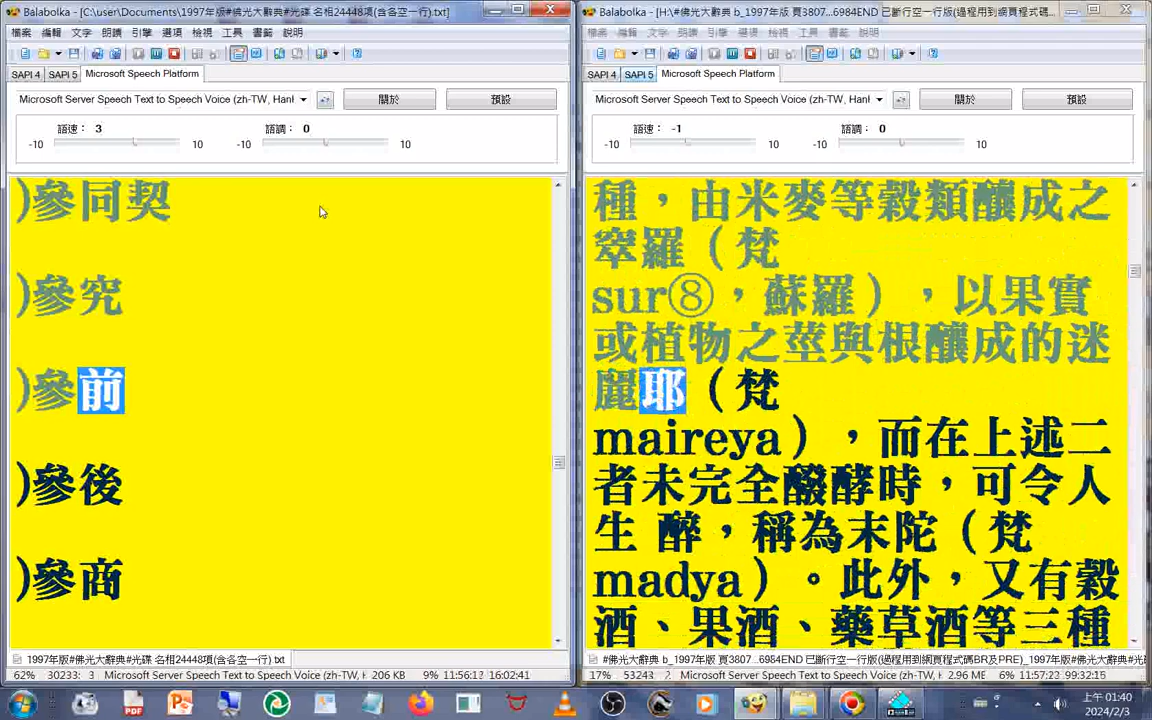 Balabolka - [C:\user\Documents\1997年版#佛光大辭典#光碟 名相24448項(含各空一行).txt]
檔案 編輯 文字 朗讀 引擎 選項 檢視 工具 書籤 說明
SAPI 4 SAPI 5 Microsoft Speech Platform
Microsoft Server Speech Text to Speech Voice (zh-TW, Hanl 關於 預設
語速： 3 語調： 0
-10 10 -10 10
)參同契
)參究
)參前
)參後
)參商
1997年版#佛光大辭典#光碟 名相24448項(含各空一行).txt
62% 30233: 3 Microsoft Server Speech Text to Speech Voice (zh-TW, H 206 KB 9% 11:56:1? 16:02:41
Balabolka - [H:\#佛光大辭典 b_1997年版 頁3807...6984END 已斷行空一行版(過程用到網頁程式碼
檔案 編輯 文字 朗讀 引擎 選項 檢視 工具 書籤 說明
SAPI 4 SAPI 5 Microsoft Speech Platform
Microsoft Server Speech Text to Speech Voice (zh-TW, Hanl 關於 預設
語速： -1 語調： 0
-10 10 -10 10
種，由米麥等穀類釀成之
窣羅（梵
sur⑧，蘇羅），以果實
或植物之莖與根釀成的迷
麗耶（梵
maireya），而在上述二
者未完全醱酵時，可令人
生 醉，稱為末陀（梵
madya）。此外，又有穀
酒、果酒、藥草酒等三種
#佛光大辭典 b_1997年版 頁3807...6984END 已斷行空一行版(過程用到網頁程式碼BR及PRE)_1997年版#光
17% 53243: Microsoft Server Speech Text to Speech Voice (zh-TW, H 2.96 ME 11:57:2 99:32:15
上午 01:40
2024/2/3